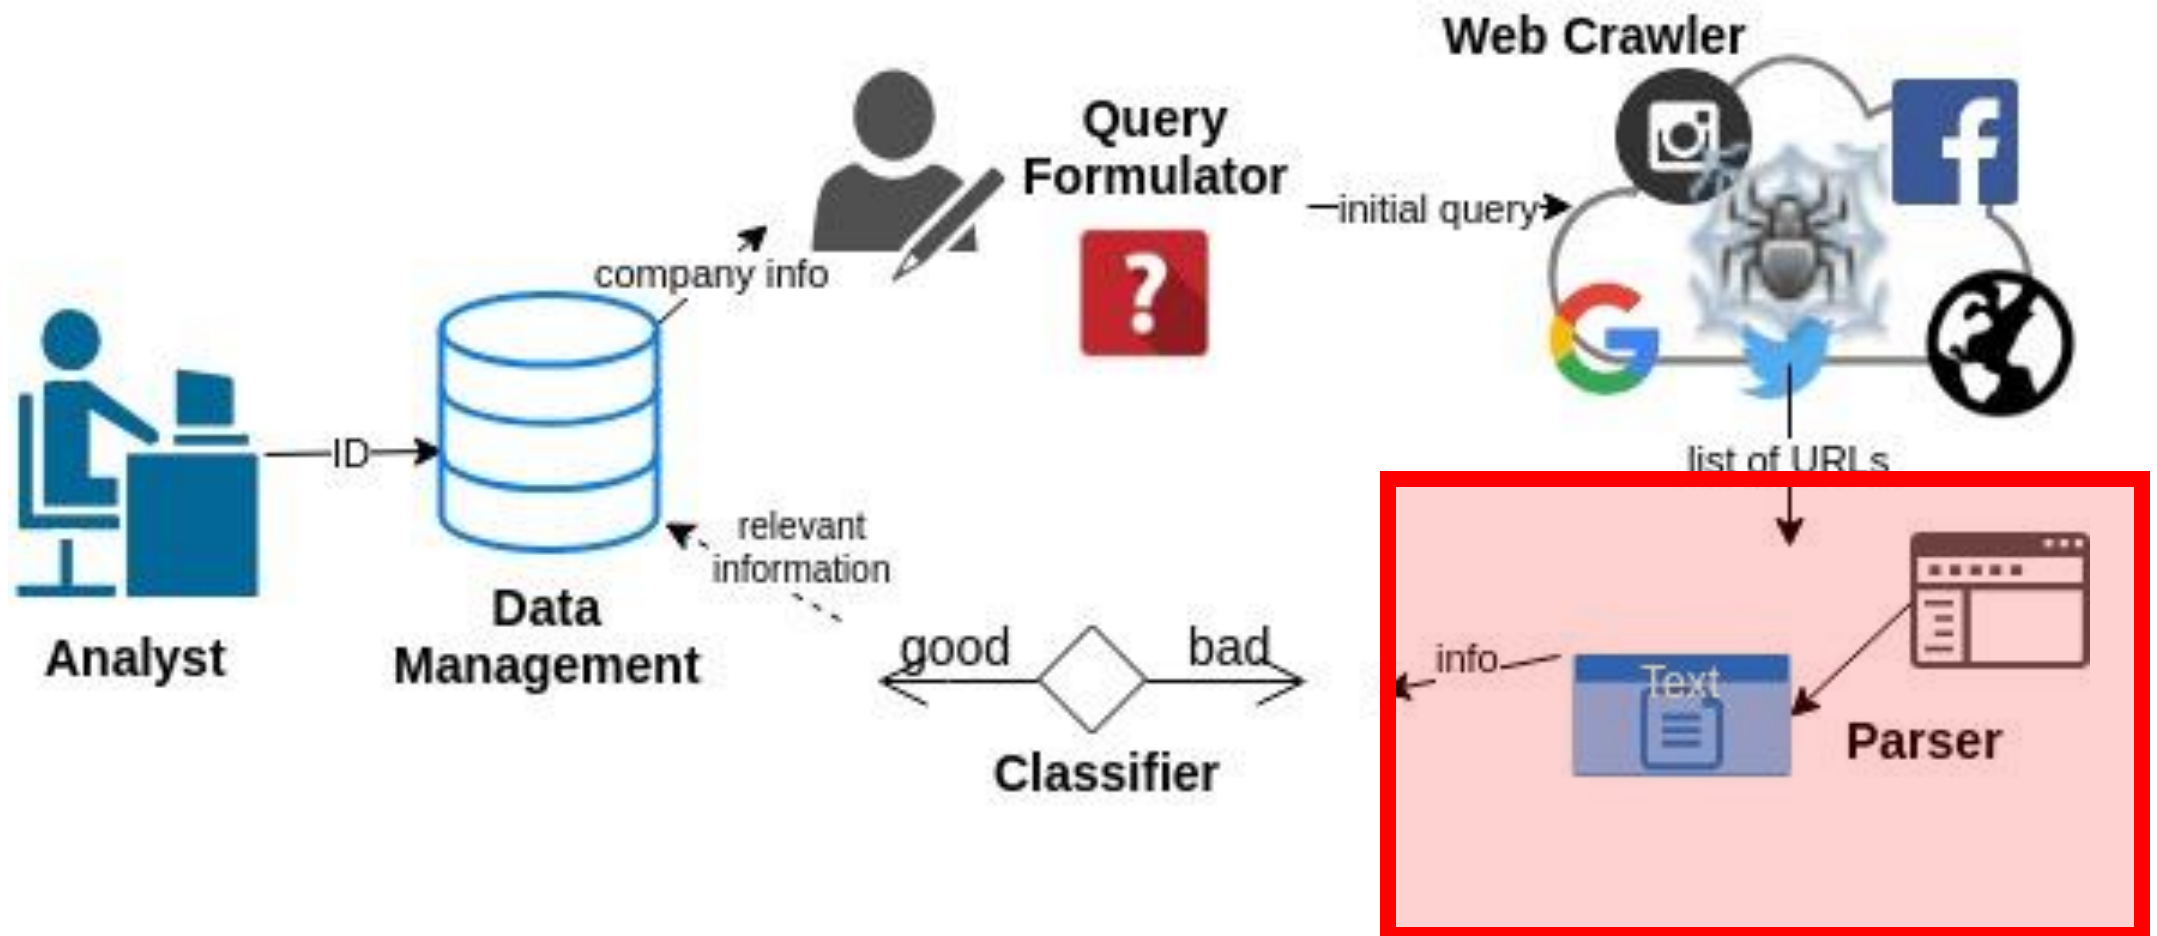 Web Crawler
Query
Formulator
initial query
company info
ID
list of URLs
relevant
information
Data
Management
Analyst
good
bad
Classifier
info
Text
Parser